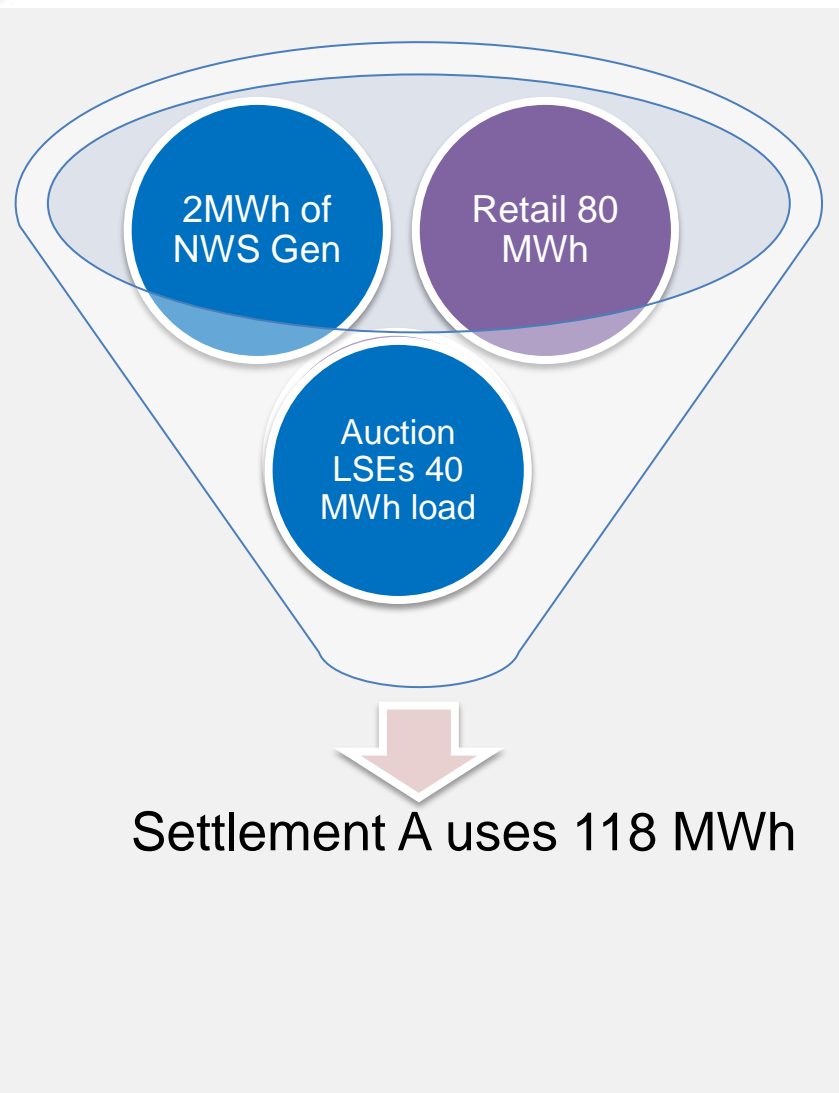 2MWh of
NWS Gen
Retail 80
MWh
Auction
LSEs 40
MWh load
Settlement A uses 118 MWh